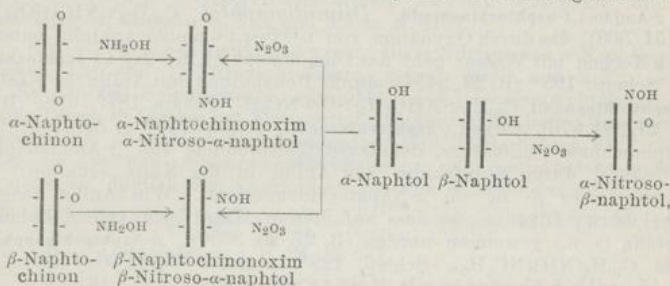 O O
NH₂OH N₂O₃
O NOH
OH NOH
α-Naphto- α-Naphtochinonoxim OH O
chinon α-Nitroso-α-naphtol N₂O₃
O O α-Naphtol β-Naphtol α-Nitroso-
O NOH β-naphtol,
NH₂OH N₂O₃
β-Naphto- β-Naphtochinonoxim
chinon β-Nitroso-α-naphtol